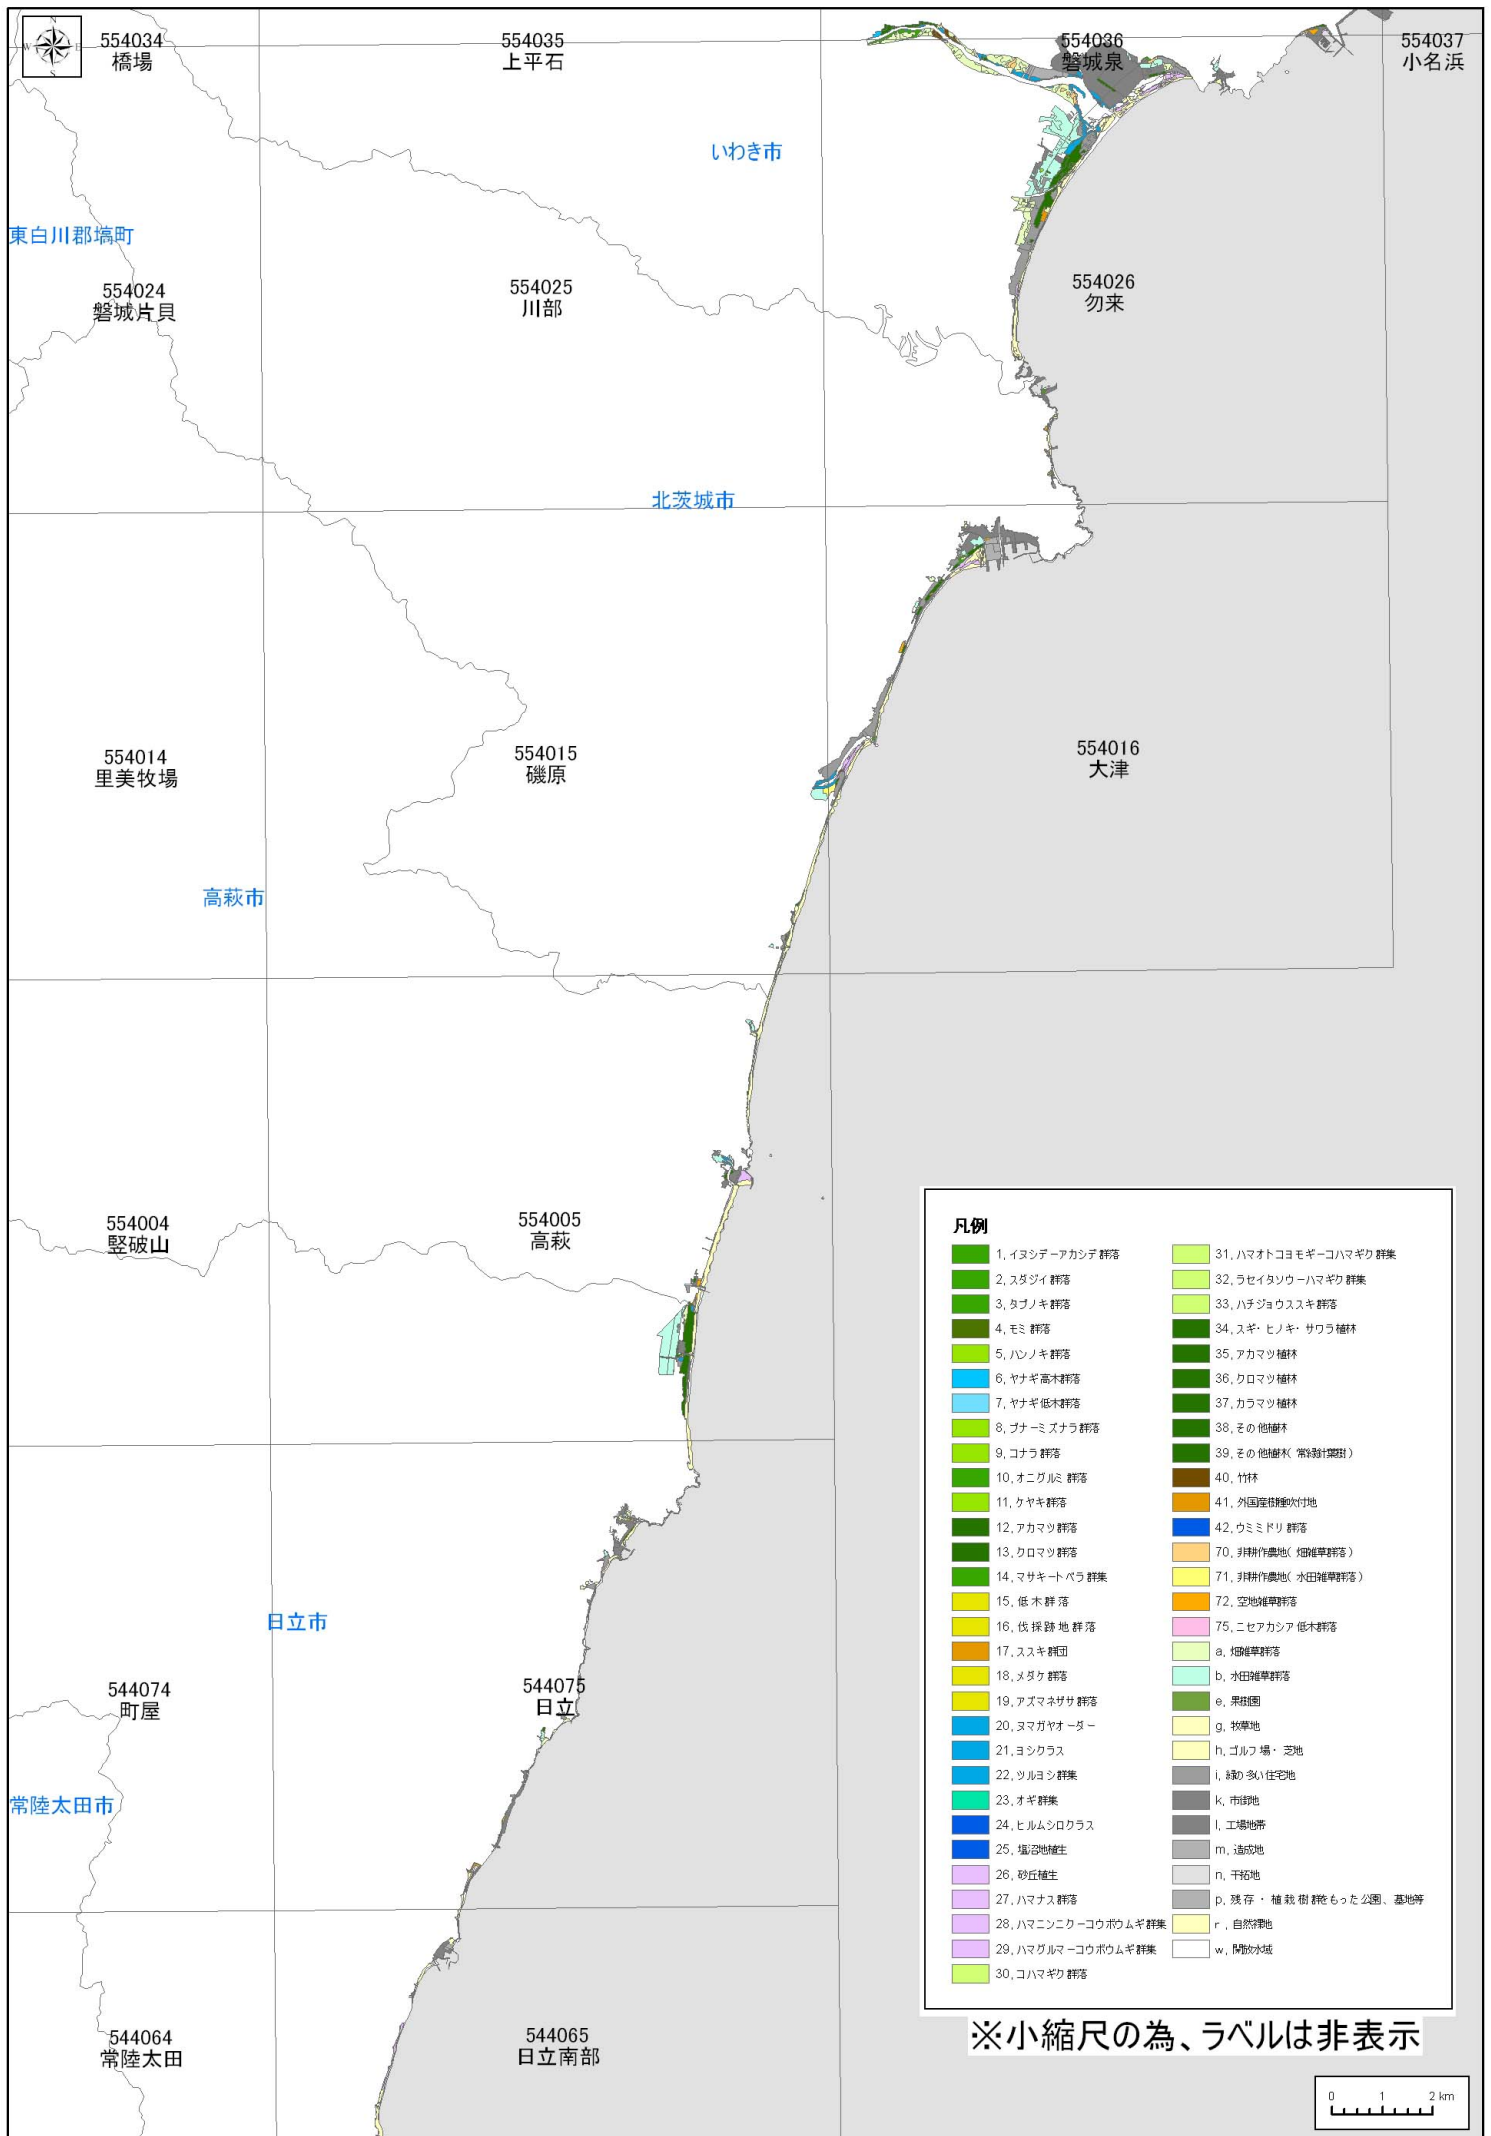 N
W E
S
554034
橋場
554035
上平石
554036
磐城泉
554037
小名浜
いわき市
東白川郡塙町
554024
磐城片貝
554025
川部
554026
勿来
北茨城市
554014
里美牧場
554015
磯原
554016
大津
高萩市
554004
竪破山
554005
高萩
日立市
544074
町屋
544075
日立
常陸太田市
544064
常陸太田
544065
日立南部
凡例
1, イヌシデーアカシデ群落
2, スダジイ群落
3, タブノキ群落
4, モミ群落
5, ハンノキ群落
6, ヤナギ高木群落
7, ヤナギ低木群落
8, ブナーミズナラ群落
9, コナラ群落
10, オニグルミ群落
11, ケヤキ群落
12, アカマツ群落
13, クロマツ群落
14, マサキートベラ群集
15, 低木群落
16, 伐採跡地群落
17, ススキ群団
18, メダケ群落
19, アズマネザサ群落
20, ヌマガヤオーダー
21, ヨシクラス
22, ツルヨシ群集
23, オギ群集
24, ヒルムシロクラス
25, 塩沼地植生
26, 砂丘植生
27, ハマナス群落
28, ハマニンニクーコウボウムギ群集
29, ハマグルマーコウボウムギ群集
30, コハマギク群落
31, ハマオトコヨモギーコハマギク群集
32, ラセイタソウーハマギク群集
33, ハチジョウススキ群落
34, スギ・ヒノキ・サワラ植林
35, アカマツ植林
36, クロマツ植林
37, カラマツ植林
38, その他植林
39, その他植林(常緑針葉樹)
40, 竹林
41, 外国産樹種吹付地
42, ウミミドリ群落
70, 非耕作農地(畑雑草群落)
71, 非耕作農地(水田雑草群落)
72, 空地雑草群落
75, ニセアカシア低木群落
a, 畑雑草群落
b, 水田雑草群落
e, 果樹園
g, 牧草地
h, ゴルフ場・芝地
i, 緑の多い住宅地
k, 市街地
l, 工場地帯
m, 造成地
n, 干拓地
p, 残存・植栽樹群をもった公園、墓地等
r, 自然裸地
w, 開放水域
※小縮尺の為、ラベルは非表示
0 1 2 km